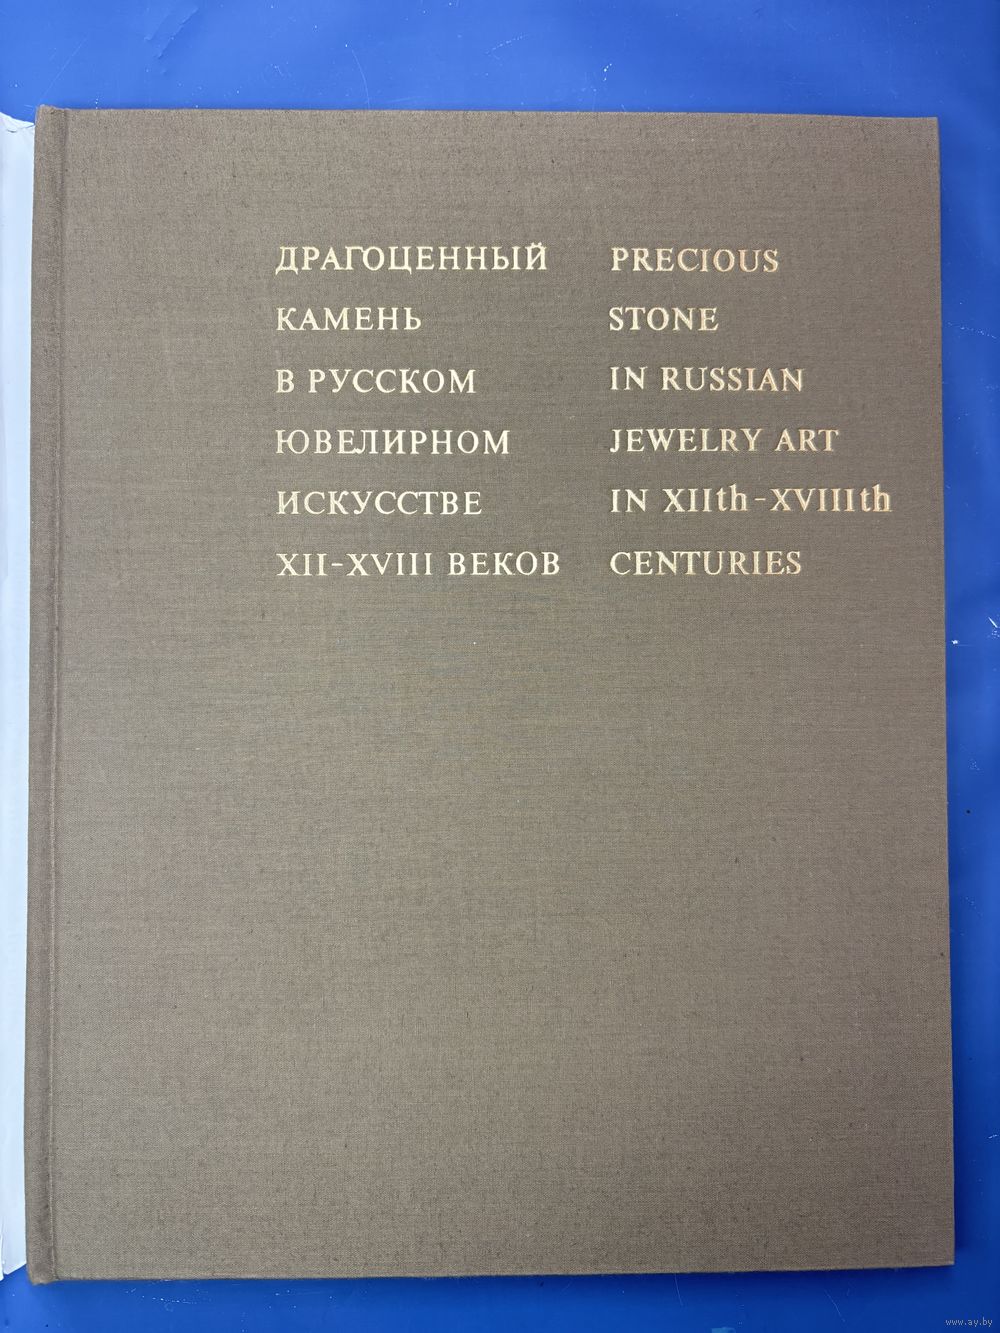 ДРАГОЦЕННЫЙ
КАМЕНЬ
В РУССКОМ
ЮВЕЛИРНОМ
ИСКУССТВЕ
XII-XVIII ВЕКОВ
PRECIOUS
STONE
IN RUSSIAN
JEWELRY ART
IN XIIth-XVIIIth
CENTURIES
www.ay.by